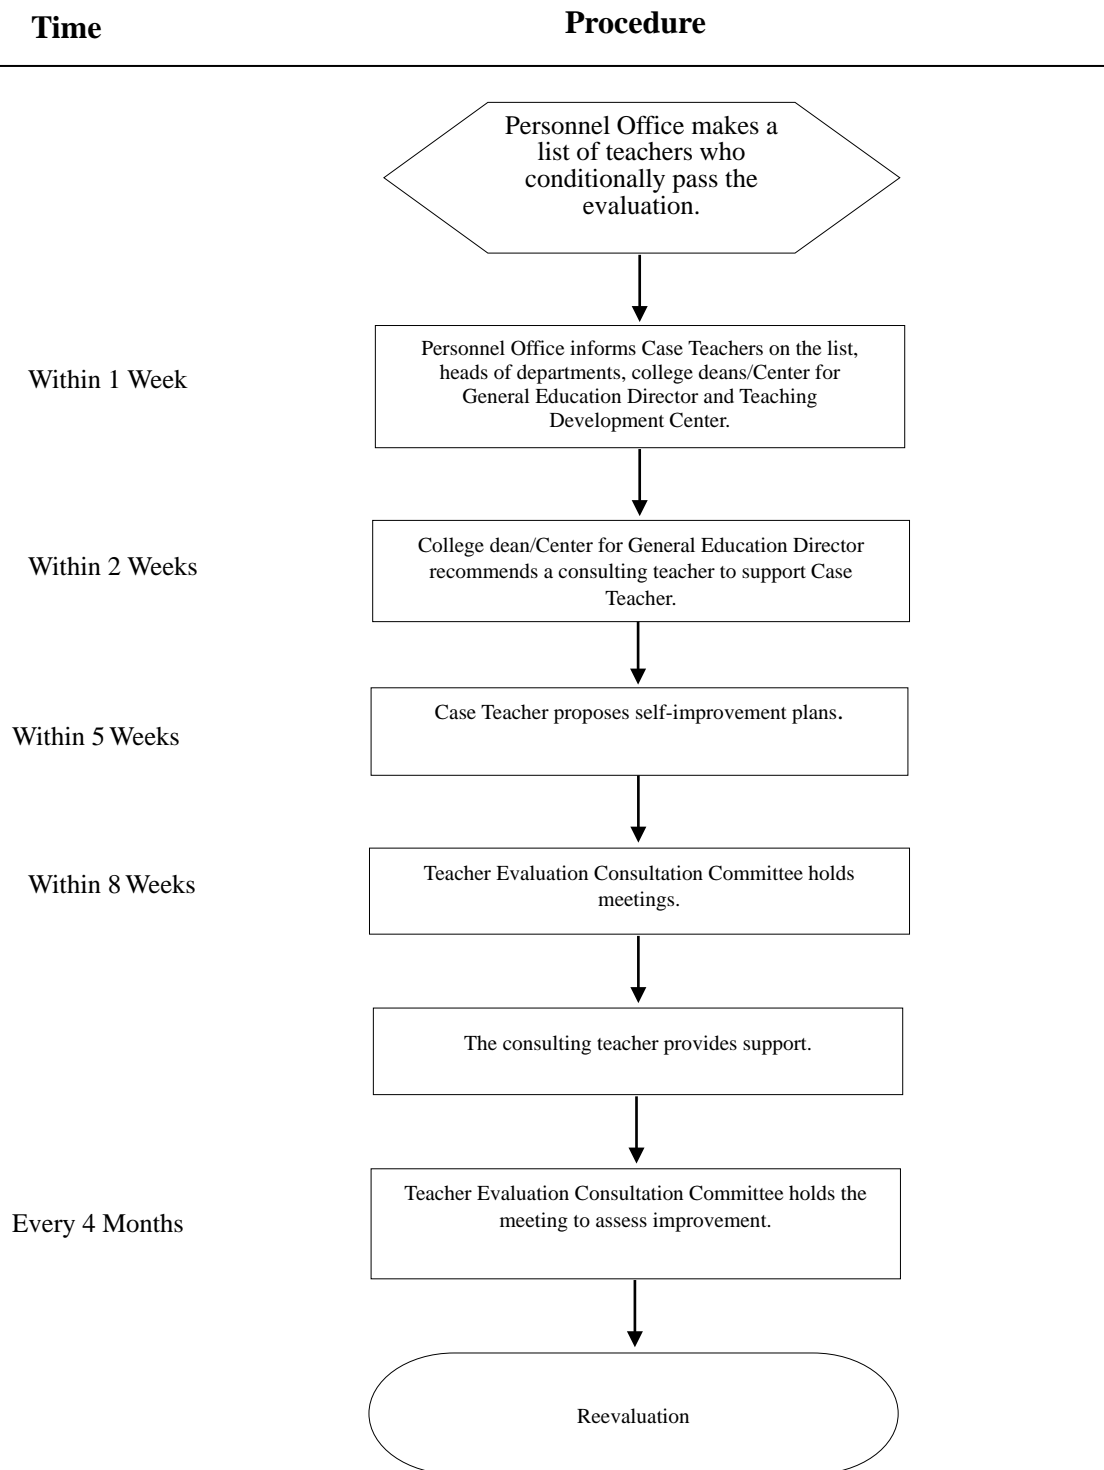 Time
Procedure
Personnel Office makes a
list of teachers who
conditionally pass the
evaluation.
Within 1 Week
Personnel Office informs Case Teachers on the list,
heads of departments, college deans/Center for
General Education Director and Teaching
Development Center.
Within 2 Weeks
College dean/Center for General Education Director
recommends a consulting teacher to support Case
Teacher.
Within 5 Weeks
Case Teacher proposes self-improvement plans.
Within 8 Weeks
Teacher Evaluation Consultation Committee holds
meetings.
The consulting teacher provides support.
Every 4 Months
Teacher Evaluation Consultation Committee holds the
meeting to assess improvement.
Reevaluation